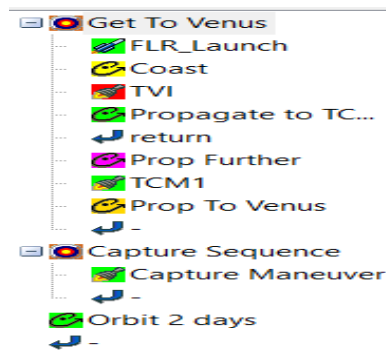 Get To Venus
FLR_Launch
Coast
TVI
Propagate to TC...
return
Prop Further
TCM1
Prop To Venus
-
Capture Sequence
Capture Maneuver
-
Orbit 2 days
-